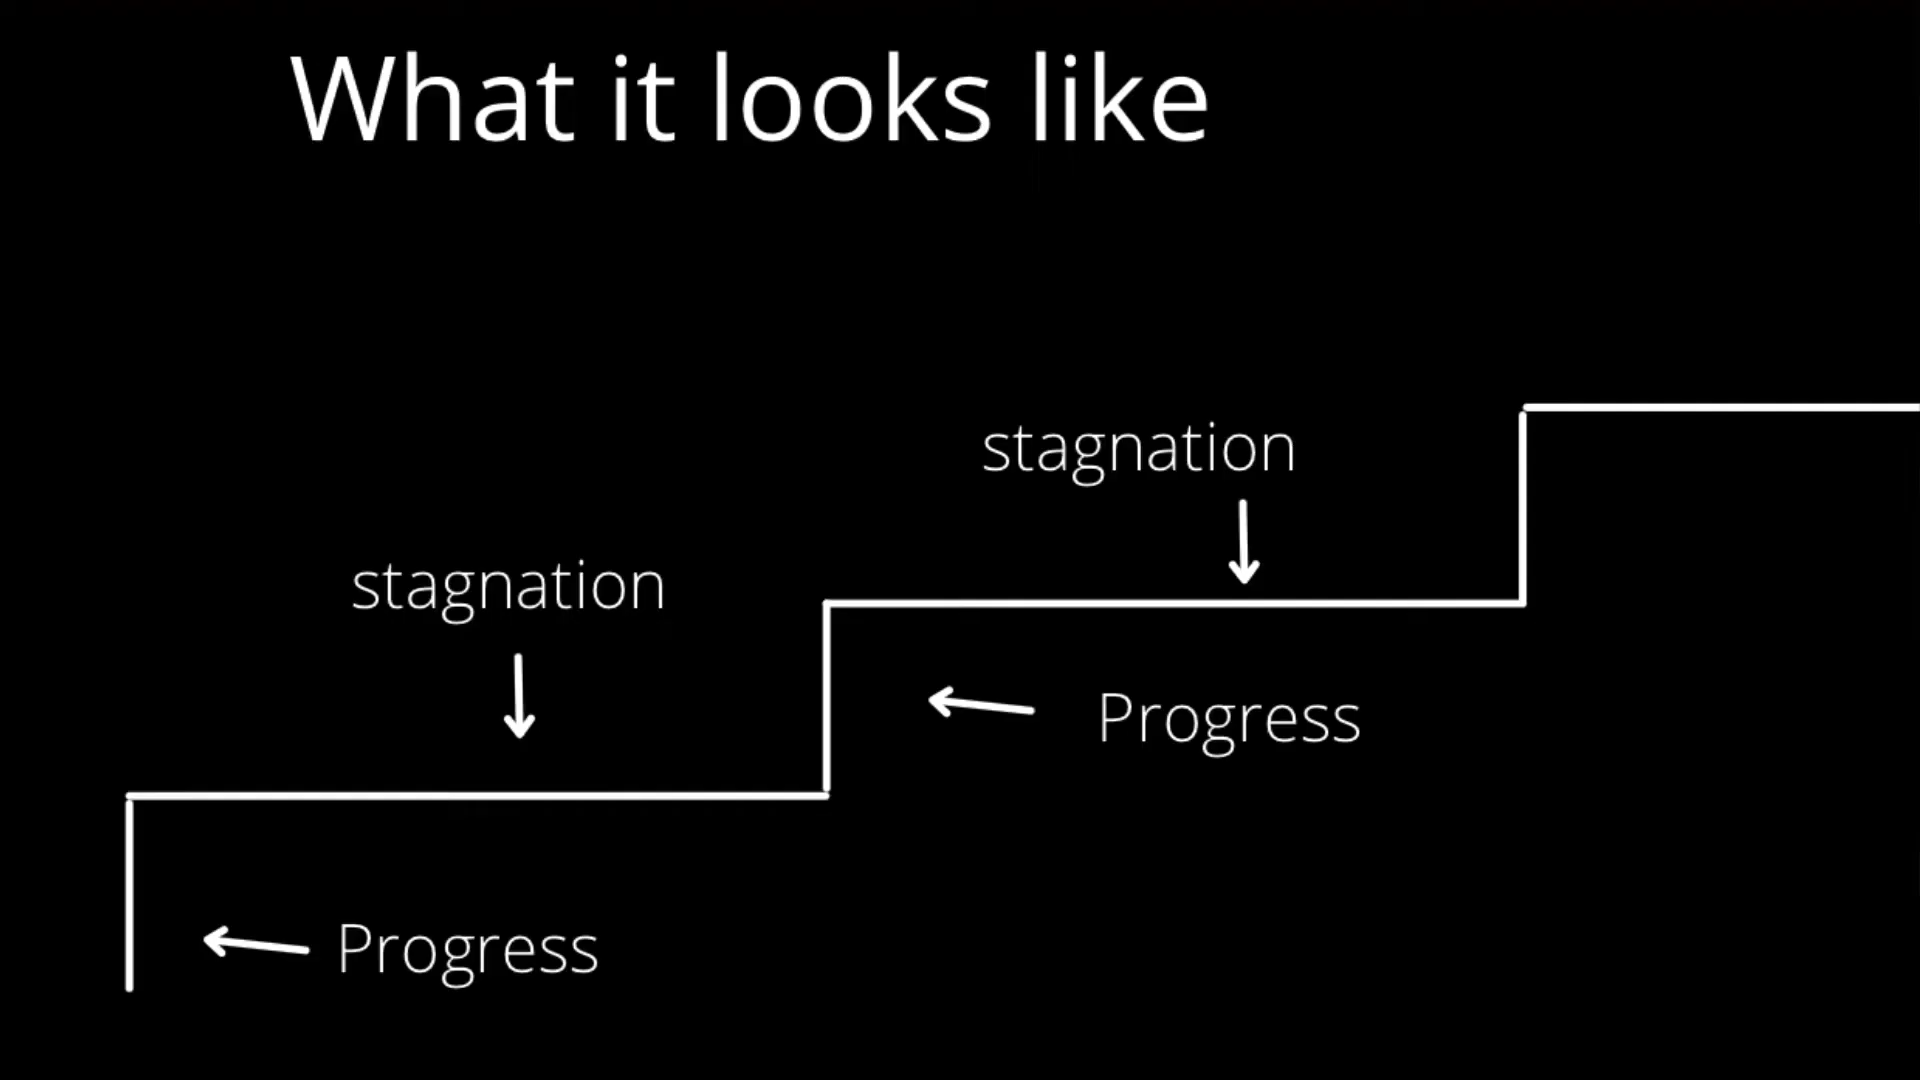 What it looks like
stagnation
stagnation
Progress
Progress